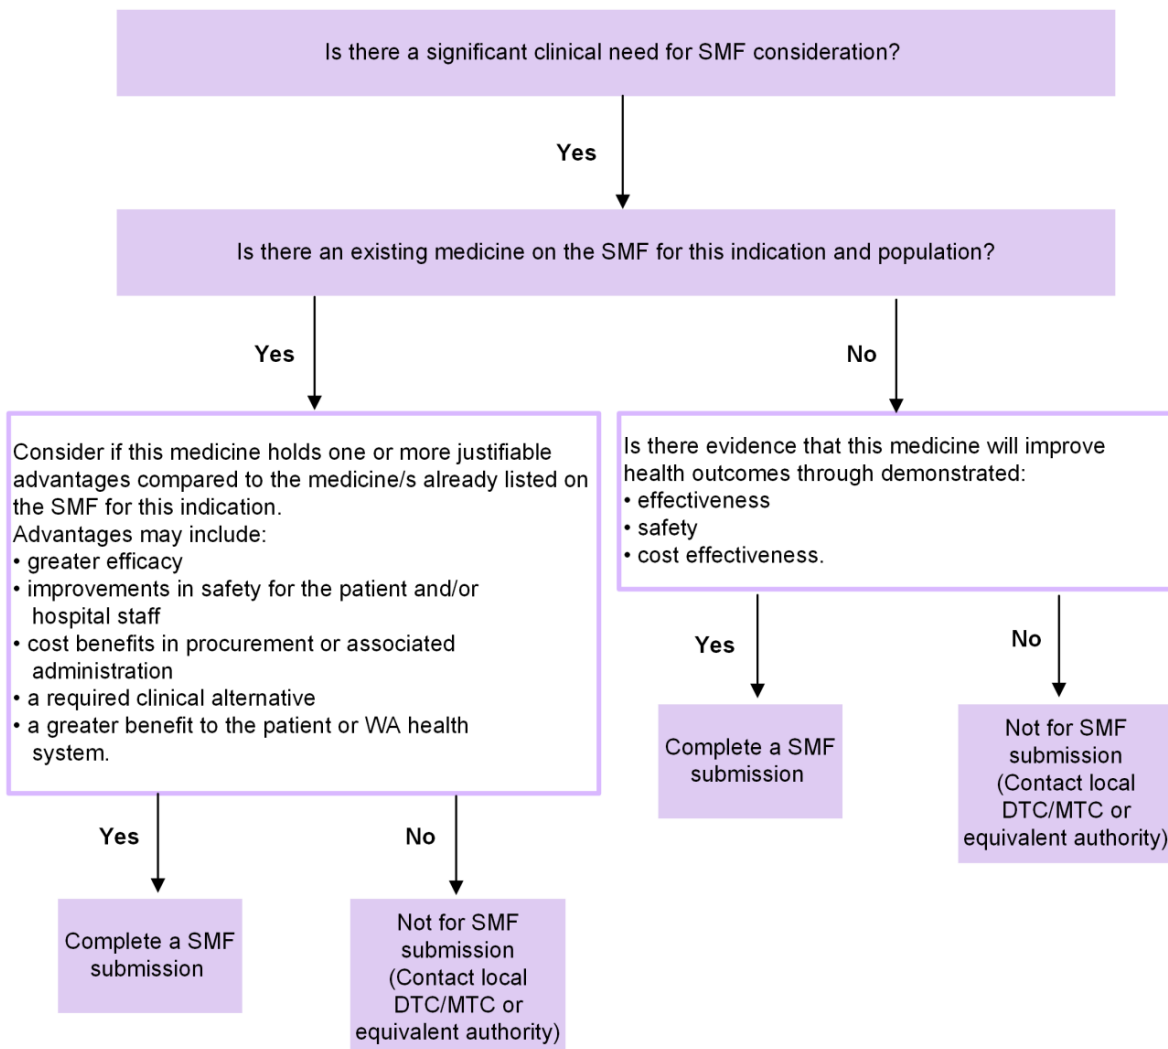 Is there a significant clinical need for SMF consideration?
Yes
Is there an existing medicine on the SMF for this indication and population?
Yes
No
Consider if this medicine holds one or more justifiable
advantages compared to the medicine/s already listed on
the SMF for this indication.
Advantages may include:
• greater efficacy
• improvements in safety for the patient and/or
hospital staff
• cost benefits in procurement or associated
administration
• a required clinical alternative
• a greater benefit to the patient or WA health
system.
Is there evidence that this medicine will improve
health outcomes through demonstrated:
• effectiveness
• safety
• cost effectiveness.
Yes
No
Complete a SMF
submission
Not for SMF
submission
(Contact local
DTC/MTC or
equivalent authority)
Yes
No
Complete a SMF
submission
Not for SMF
submission
(Contact local
DTC/MTC or
equivalent authority)